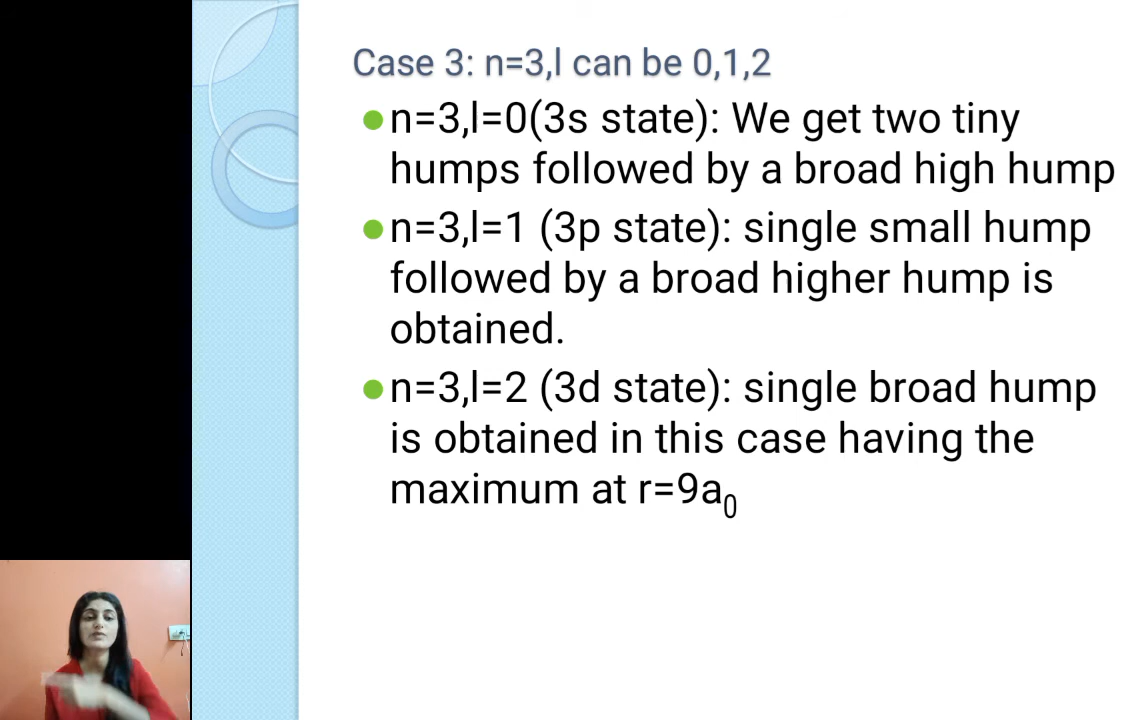 Case 3: n=3,l can be 0,1,2
n=3,l=0(3s state): We get two tiny
humps followed by a broad high hump
n=3,l=1 (3p state): single small hump
followed by a broad higher hump is
obtained.
n=3,l=2 (3d state): single broad hump
is obtained in this case having the
maximum at r=9a₀